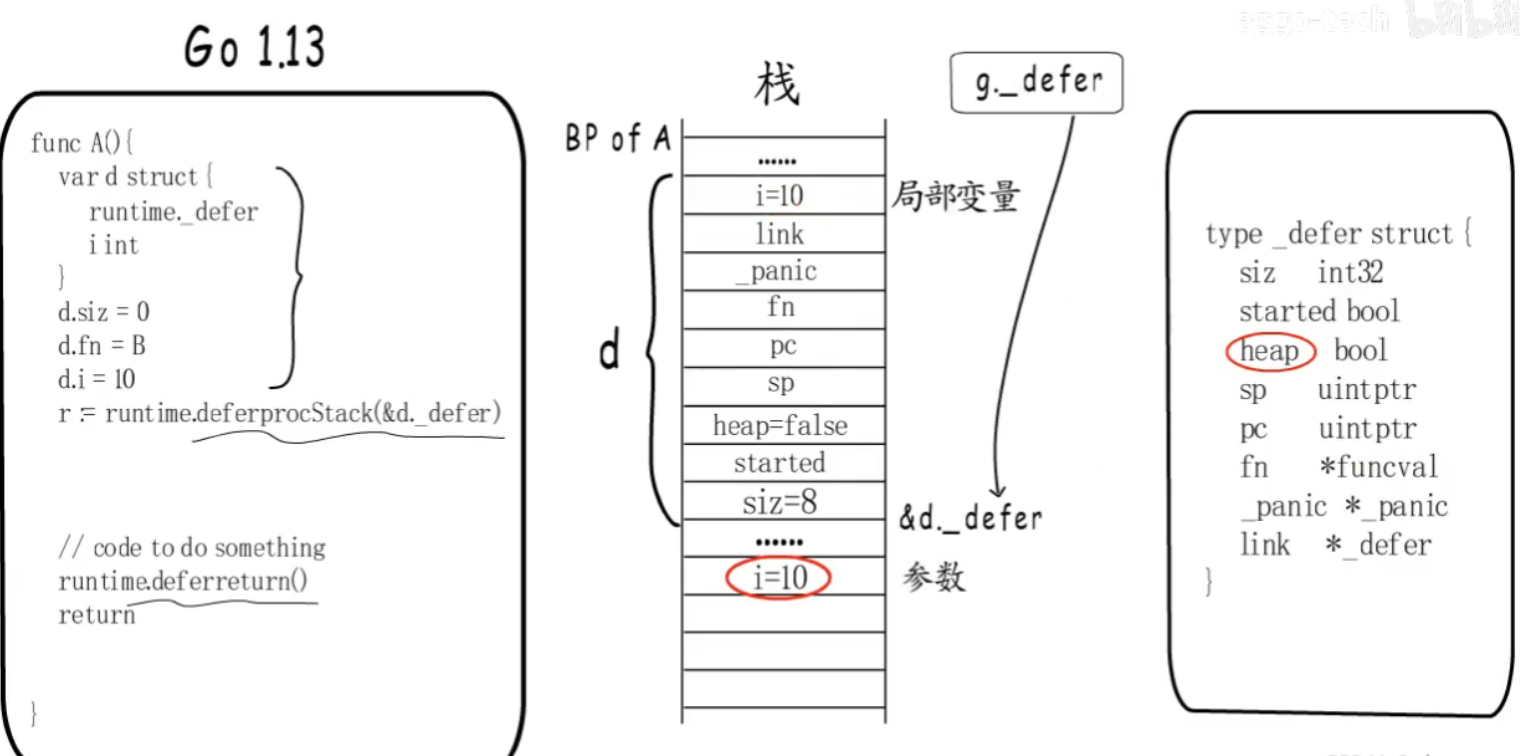 eggo-tech bilibili
Go 1.13
func A(){
var d struct {
runtime._defer
i int
}
d.siz = 0
d.fn = B
d.i = 10
r := runtime.deferprocStack(&d._defer)
// code to do something
runtime.deferreturn()
return
}
栈
BP of A
......
i=10
局部变量
link
_panic
fn
d
pc
sp
heap=false
started
siz=8
&d._defer
......
i=10
参数
g._defer
type _defer struct {
siz int32
started bool
heap bool
sp uintptr
pc uintptr
fn *funcval
_panic *_panic
link *_defer
}